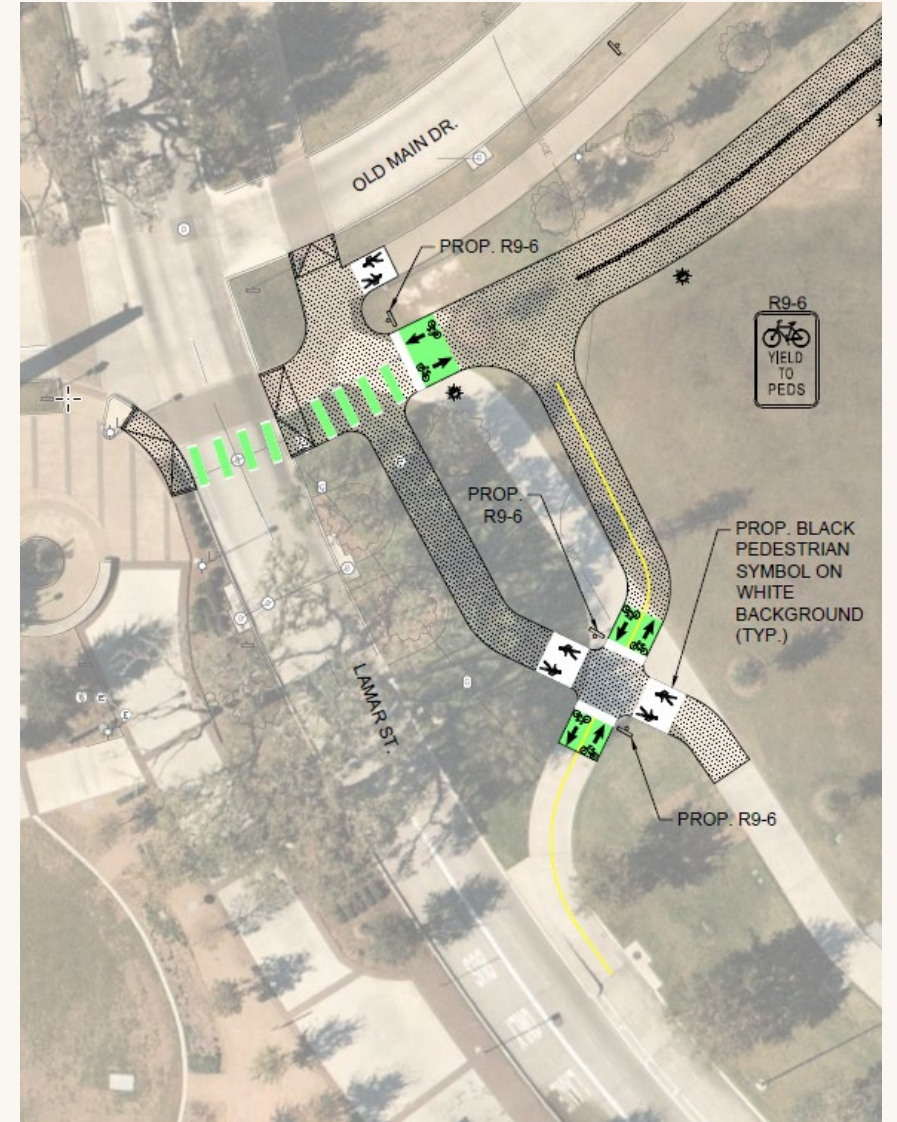 OLD MAIN DR.
PROP. R9-6
R9-6
YIELD
TO
PEDS
PROP.
R9-6
PROP. BLACK
PEDESTRIAN
SYMBOL ON
WHITE
BACKGROUND
(TYP.)
LAMAR ST.
PROP. R9-6